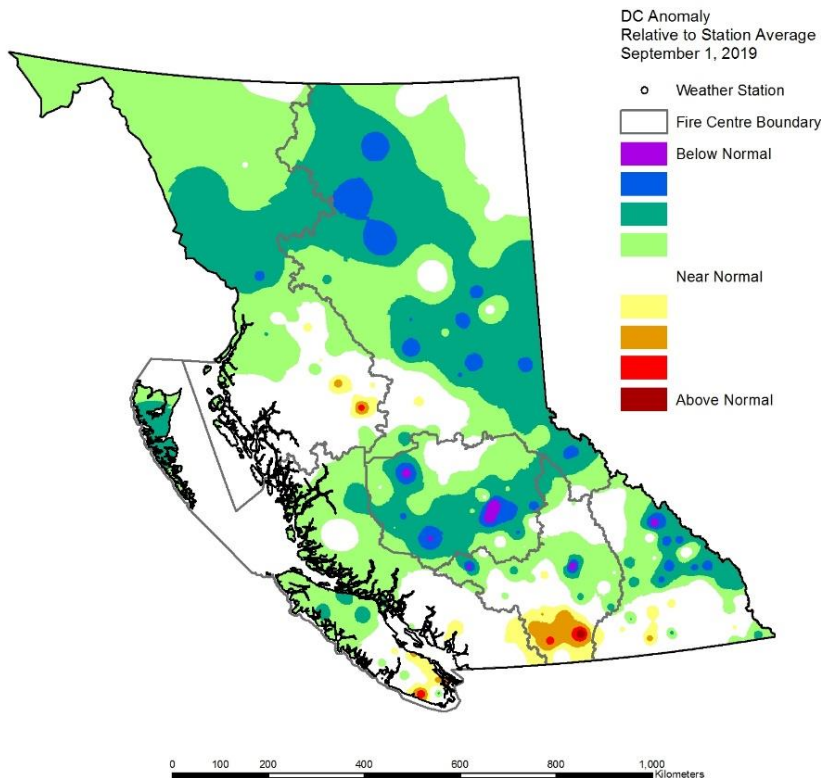 DC Anomaly
Relative to Station Average
September 1, 2019
Weather Station
Fire Centre Boundary
Below Normal
Near Normal
Above Normal
0 100 200 400 600 800 1,000
Kilometers